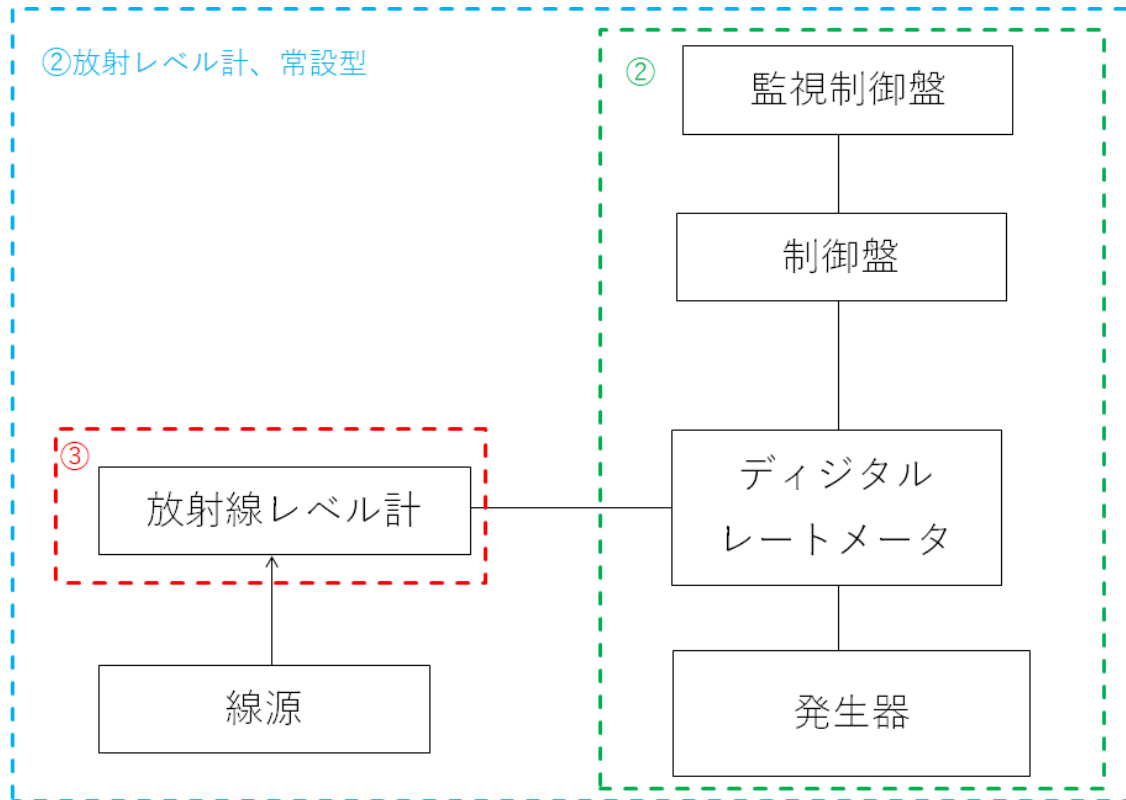 ②放射レベル計、常設型
②
監視制御盤
制御盤
③
放射線レベル計
ディジタル
レートメータ
線源
発生器